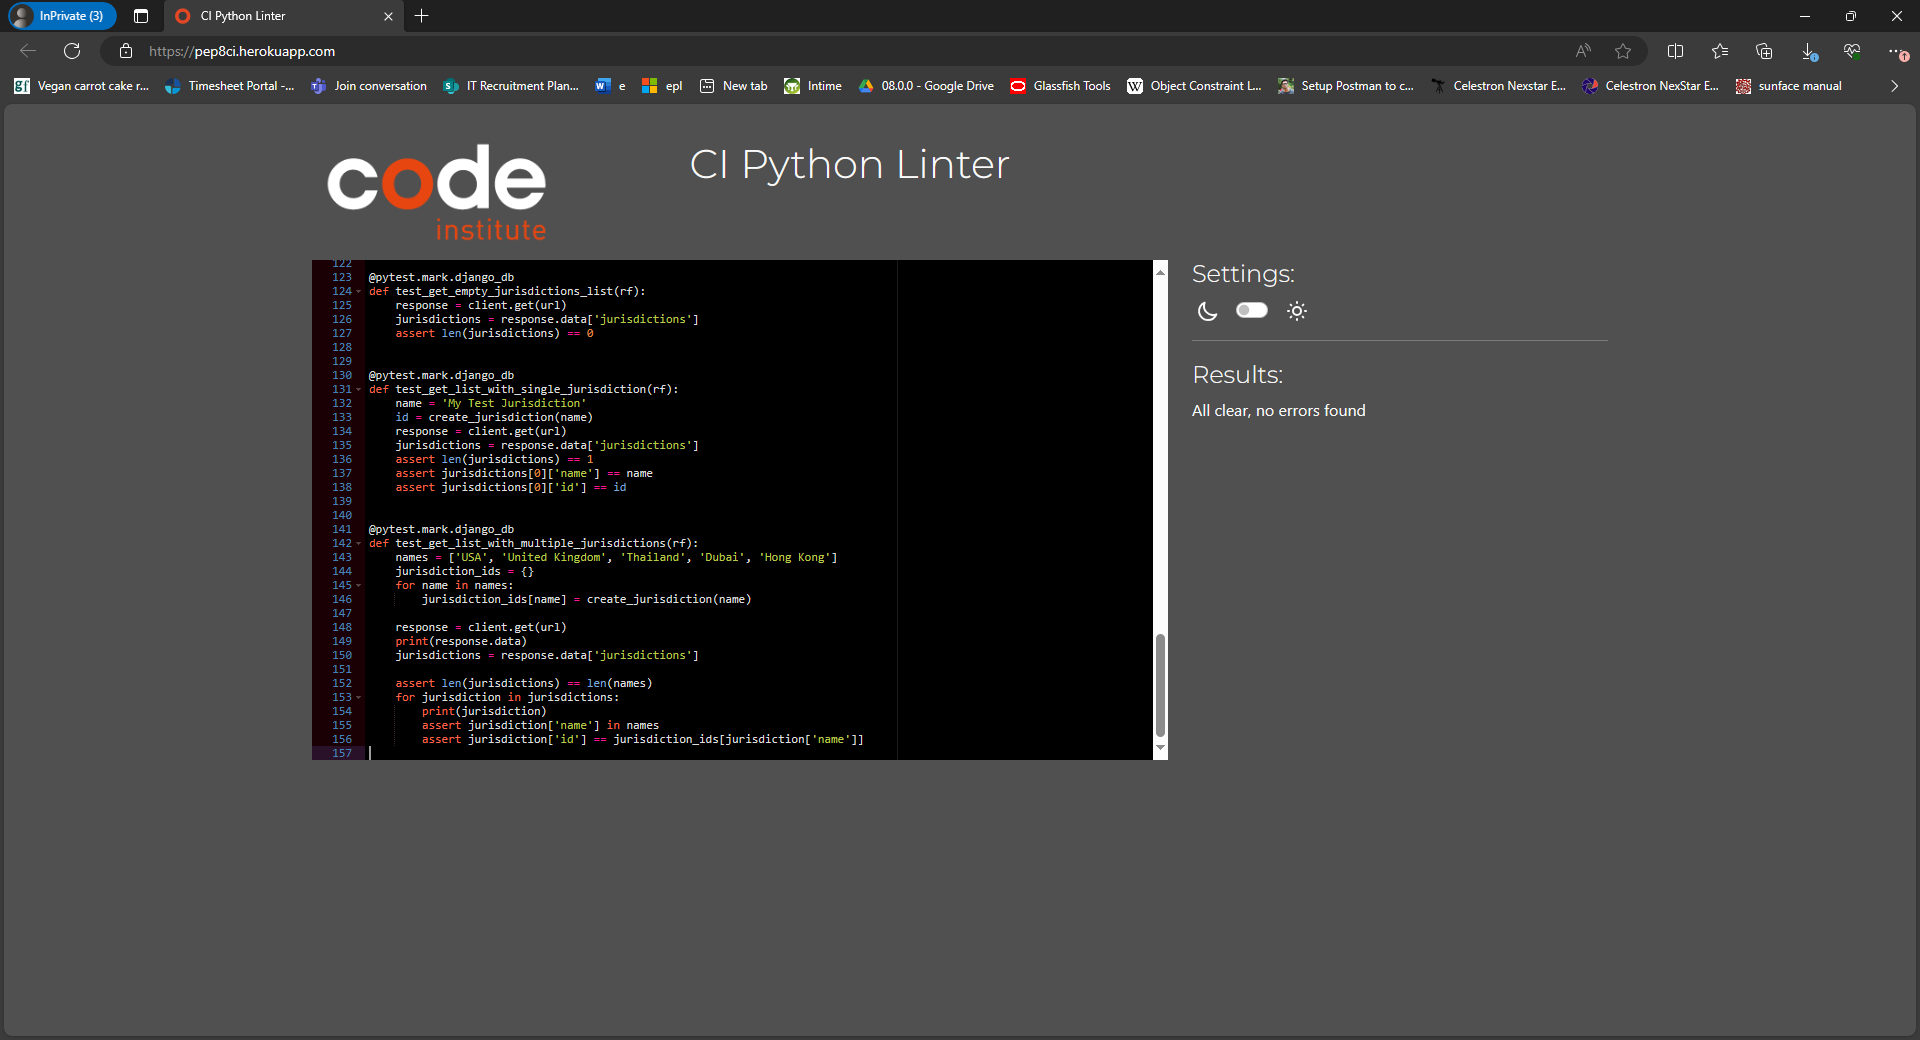 InPrivate (3)
CI Python Linter
https://pep8ci.herokuapp.com
Vegan carrot cake r...
Timesheet Portal -...
Join conversation
IT Recruitment Plan...
e
epl
New tab
Intime
08.0.0 - Google Drive
Glassfish Tools
Object Constraint L...
Setup Postman to c...
Celestron Nexstar E...
Celestron NexStar E...
sunface manual
code
institute
CI Python Linter
122
123 @pytest.mark.django_db
124 def test_get_empty_jurisdictions_list(rf):
125     response = client.get(url)
126     jurisdictions = response.data['jurisdictions']
127     assert len(jurisdictions) == 0
128
129
130 @pytest.mark.django_db
131 def test_get_list_with_single_jurisdiction(rf):
132     name = 'My Test Jurisdiction'
133     id = create_jurisdiction(name)
134     response = client.get(url)
135     jurisdictions = response.data['jurisdictions']
136     assert len(jurisdictions) == 1
137     assert jurisdictions[0]['name'] == name
138     assert jurisdictions[0]['id'] == id
139
140
141 @pytest.mark.django_db
142 def test_get_list_with_multiple_jurisdictions(rf):
143     names = ['USA', 'United Kingdom', 'Thailand', 'Dubai', 'Hong Kong']
144     jurisdiction_ids = {}
145     for name in names:
146         jurisdiction_ids[name] = create_jurisdiction(name)
147
148     response = client.get(url)
149     print(response.data)
150     jurisdictions = response.data['jurisdictions']
151
152     assert len(jurisdictions) == len(names)
153     for jurisdiction in jurisdictions:
154         print(jurisdiction)
155         assert jurisdiction['name'] in names
156         assert jurisdiction['id'] == jurisdiction_ids[jurisdiction['name']]
157
Settings:
Results:
All clear, no errors found